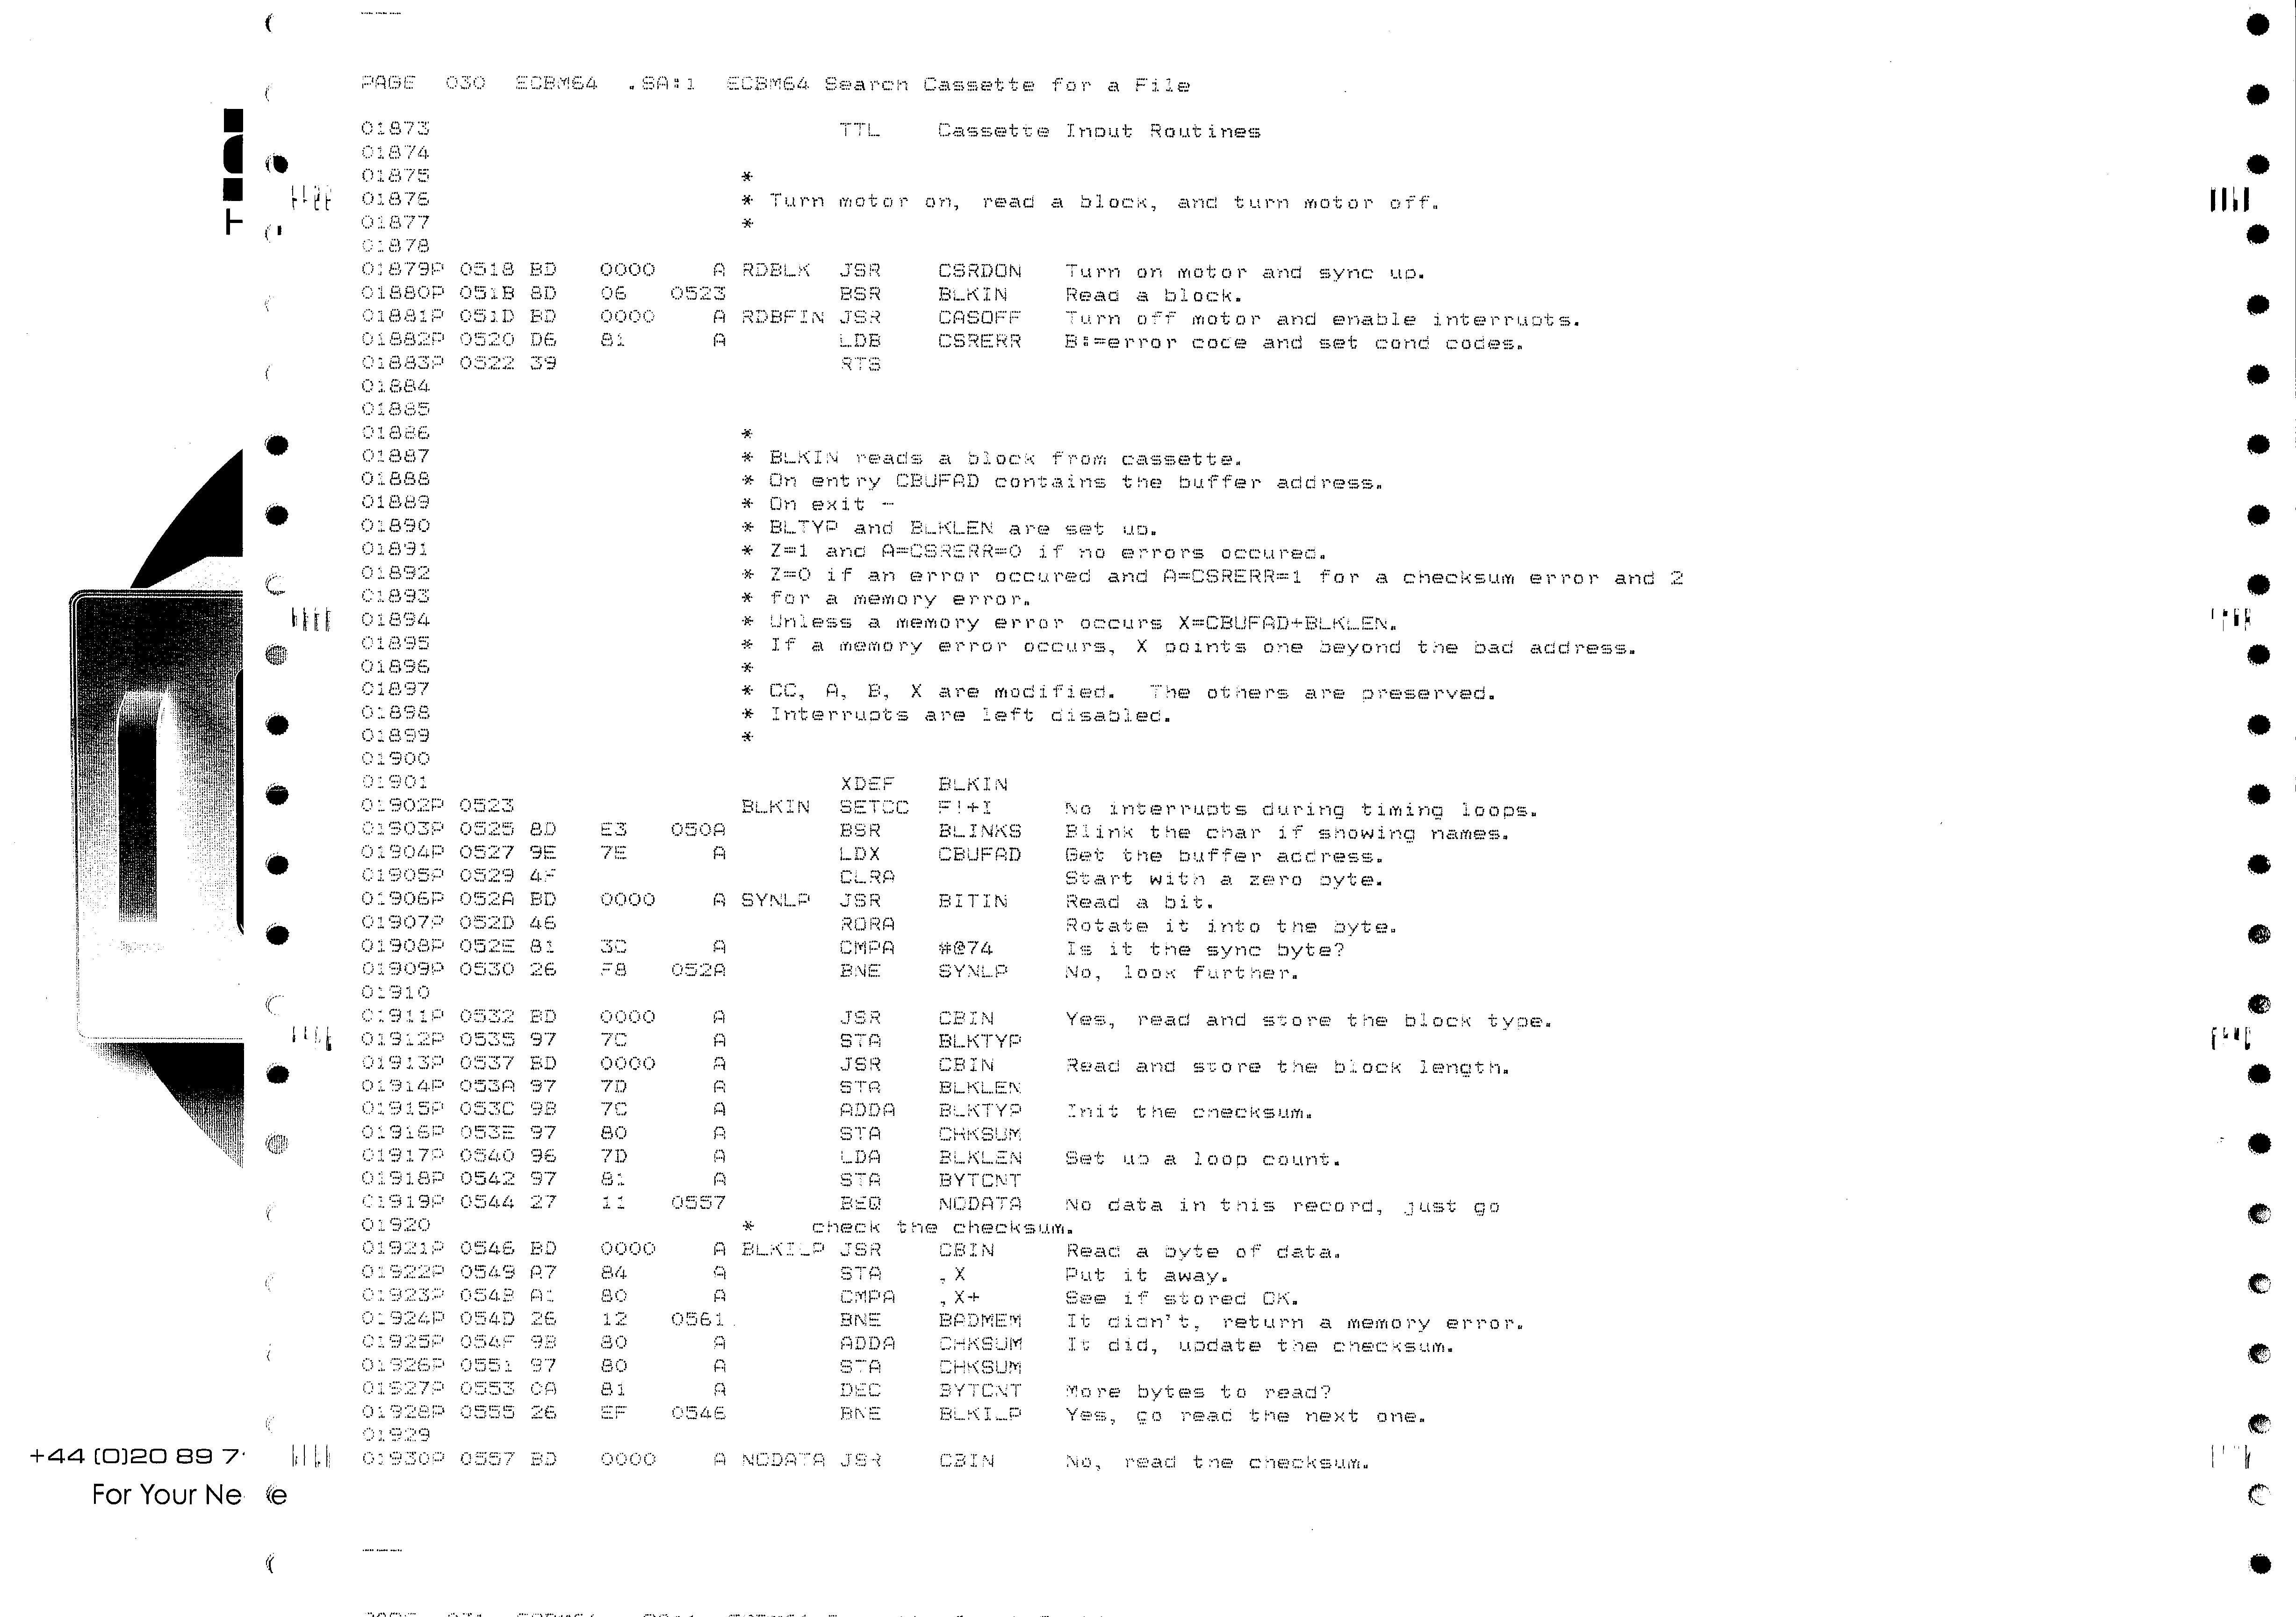 PAGE  030  ECBM64  .SA:1  ECBM64 Search Cassette for a File
01873                             TTL    Cassette Input Routines
01874
01875                      *
01876                      * Turn motor on, read a block, and turn motor off.
01877                      *
01878
01879P 0518 BD   0000    A RDBLK  JSR    CSRDON   Turn on motor and sync up.
01880P 051B 8D   06   0523        BSR    BLKIN    Read a block.
01881P 051D BD   0000    A RDBFIN JSR    CASOFF   Turn off motor and enable interrupts.
01882P 0520 D6   81      A        LDB    CSRERR   B:=error code and set cond codes.
01883P 0522 39                    RTS
01884
01885
01886                      *
01887                      * BLKIN reads a block from cassette.
01888                      * On entry CBUFAD contains the buffer address.
01889                      * On exit -
01890                      * BLTYP and BLKLEN are set up.
01891                      * Z=1 and A=CSRERR=0 if no errors occured.
01892                      * Z=0 if an error occured and A=CSRERR=1 for a checksum error and 2
01893                      * for a memory error.
01894                      * Unless a memory error occurs X=CBUFAD+BLKLEN.
01895                      * If a memory error occurs, X points one beyond the bad address.
01896                      *
01897                      * CC, A, B, X are modified.  The others are preserved.
01898                      * Interrupts are left disabled.
01899                      *
01900
01901                             XDEF   BLKIN
01902P 0523                BLKIN  SETCC  F!+I     No interrupts during timing loops.
01903P 0525 8D   E3   050A        BSR    BLINKS   Blink the char if showing names.
01904P 0527 9E   7E      A        LDX    CBUFAD   Get the buffer address.
01905P 0529 4F                    CLRA            Start with a zero byte.
01906P 052A BD   0000    A SYNLP  JSR    BITIN    Read a bit.
01907P 052D 46                    RORA            Rotate it into the byte.
01908P 052E 81   3C      A        CMPA   #@74     Is it the sync byte?
01909P 0530 26   F8   052A        BNE    SYNLP    No, look further.
01910
01911P 0532 BD   0000    A        JSR    CBIN     Yes, read and store the block type.
01912P 0535 97   7C      A        STA    BLKTYP
01913P 0537 BD   0000    A        JSR    CBIN     Read and store the block length.
01914P 053A 97   7D      A        STA    BLKLEN
01915P 053C 9B   7C      A        ADDA   BLKTYP   Init the checksum.
01916P 053E 97   80      A        STA    CHKSUM
01917P 0540 96   7D      A        LDA    BLKLEN   Set up a loop count.
01918P 0542 97   81      A        STA    BYTCNT
01919P 0544 27   11   0557        BEQ    NODATA   No data in this record, just go
01920                      *    check the checksum.
01921P 0546 BD   0000    A BLKILP JSR    CBIN     Read a byte of data.
01922P 0549 A7   84      A        STA    ,X       Put it away.
01923P 054B A1   80      A        CMPA   ,X+      See if stored OK.
01924P 054D 26   12   0561        BNE    BADMEM   It didn't, return a memory error.
01925P 054F 9B   80      A        ADDA   CHKSUM   It did, update the checksum.
01926P 0551 97   80      A        STA    CHKSUM
01927P 0553 0A   81      A        DEC    BYTCNT   More bytes to read?
01928P 0555 26   EF   0546        BNE    BLKILP   Yes, go read the next one.
01929
01930P 0557 BD   0000    A NODATA JSR    CBIN     No, read the checksum.
+44 (0)20 89 7
For Your Ne e